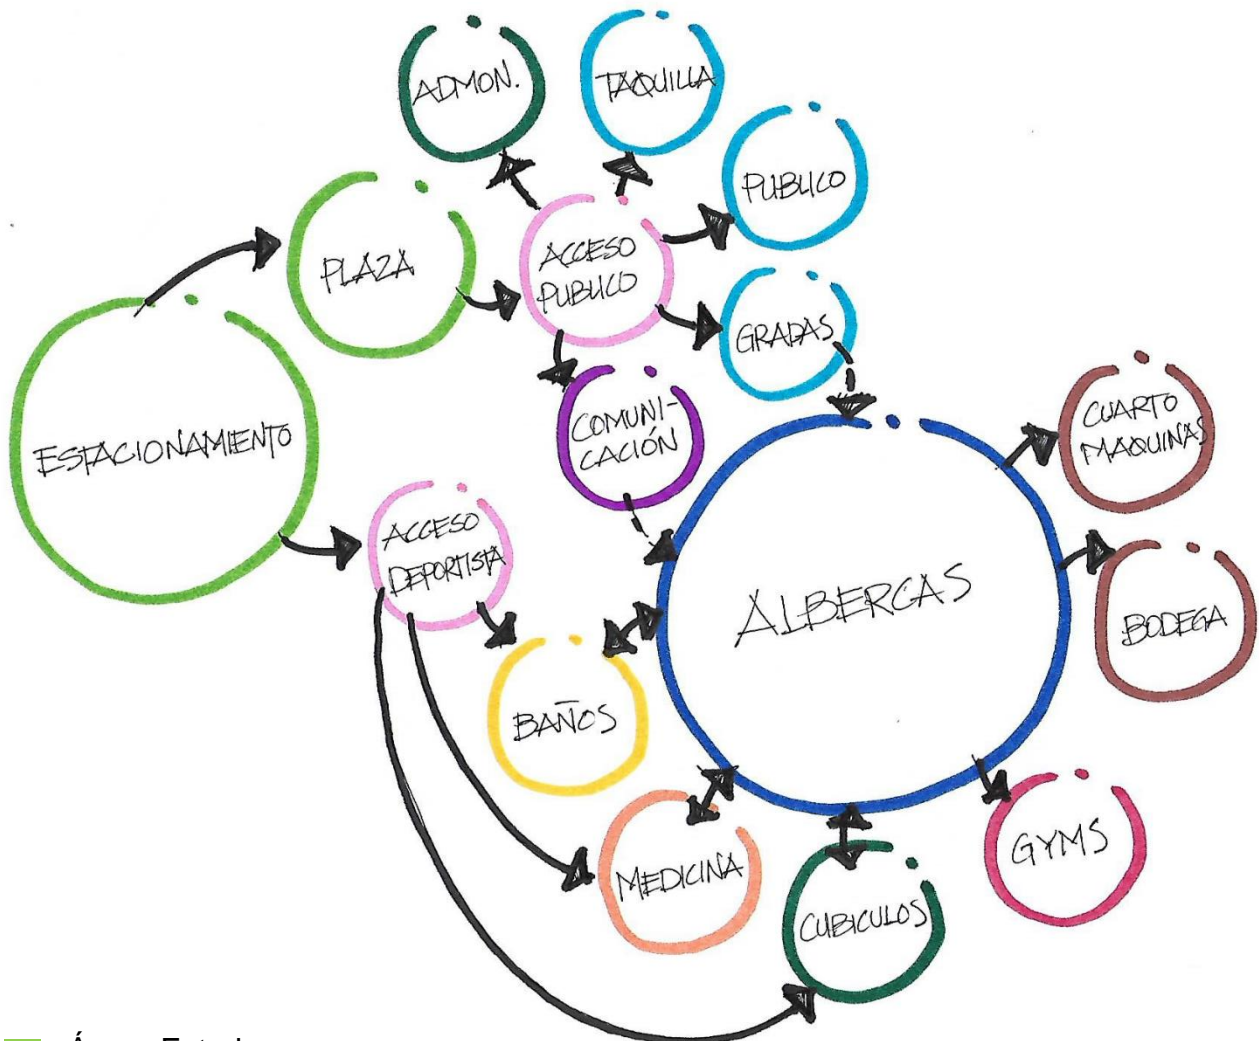 ADMON.
TAQUILLA
PUBLICO
PLAZA
ACCESO
PUBLICO
GRADAS
ESTACIONAMIENTO
COMUNI-
CACIÓN
CUARTO
MAQUINAS
ACCESO
DEPORTISTA
ALBERCAS
BODEGA
BAÑOS
MEDICINA
GYMS
CUBICULOS